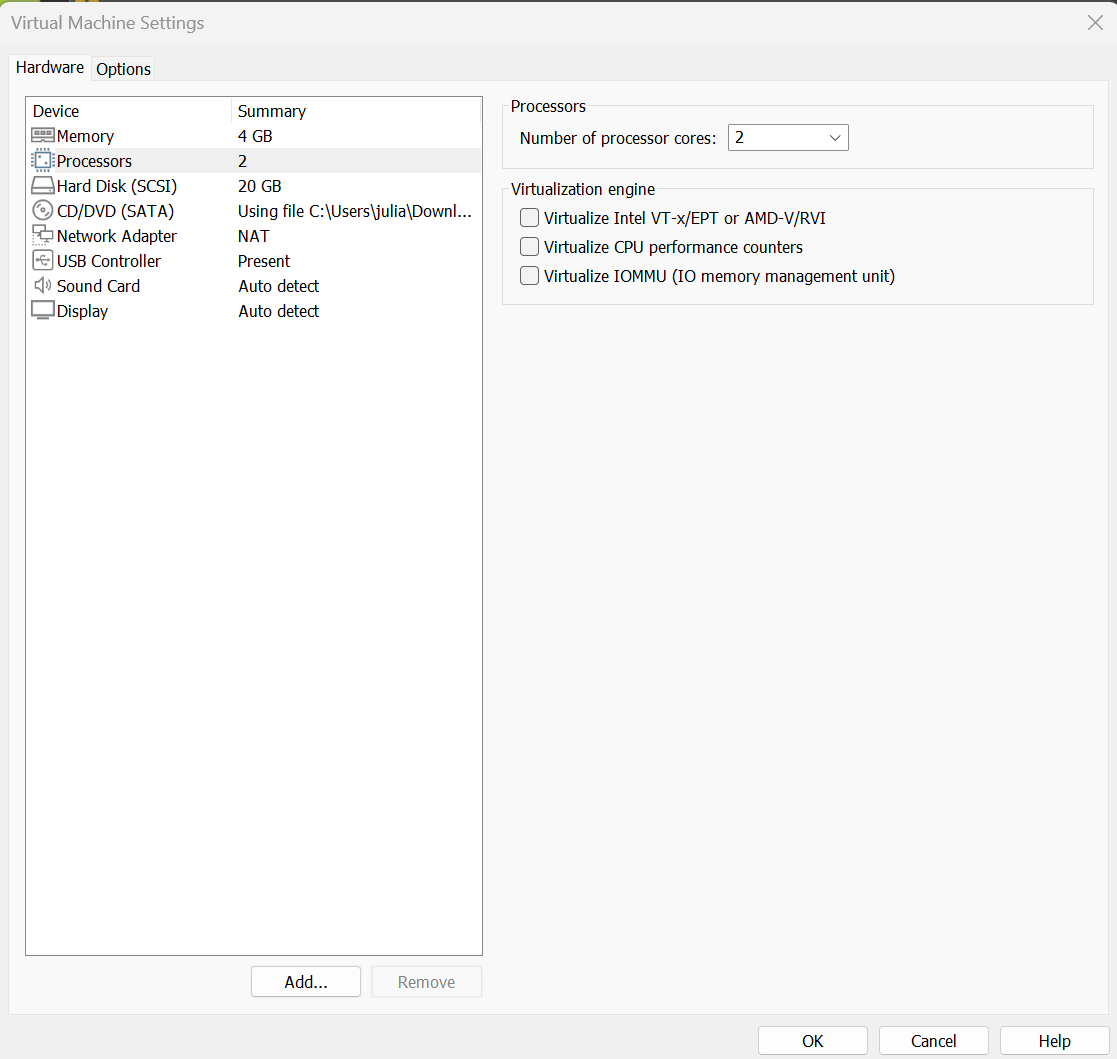 Virtual Machine Settings
Hardware Options
Device Summary
Memory 4 GB
Processors 2
Hard Disk (SCSI) 20 GB
CD/DVD (SATA) Using file C:\Users\julia\Downl...
Network Adapter NAT
USB Controller Present
Sound Card Auto detect
Display Auto detect
Add... Remove
Processors
Number of processor cores: 2
Virtualization engine
Virtualize Intel VT-x/EPT or AMD-V/RVI
Virtualize CPU performance counters
Virtualize IOMMU (IO memory management unit)
OK Cancel Help